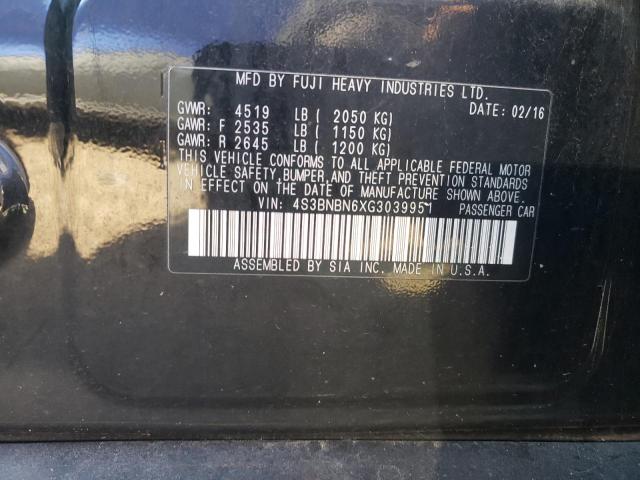 MFD BY FUJI HEAVY INDUSTRIES LTD.
DATE: 02/16
GVWR: 4519 LB ( 2050 KG)
GAWR: F 2535 LB ( 1150 KG)
GAWR: R 2645 LB ( 1200 KG)
THIS VEHICLE CONFORMS TO ALL APPLICABLE FEDERAL MOTOR
VEHICLE SAFETY, BUMPER, AND THEFT PREVENTION STANDARDS
IN EFFECT ON THE DATE OF MANUFACTURE SHOWN ABOVE.
VIN: 4S3BNBN6XG3039951 PASSENGER CAR
ASSEMBLED BY SIA INC. MADE IN U.S.A.